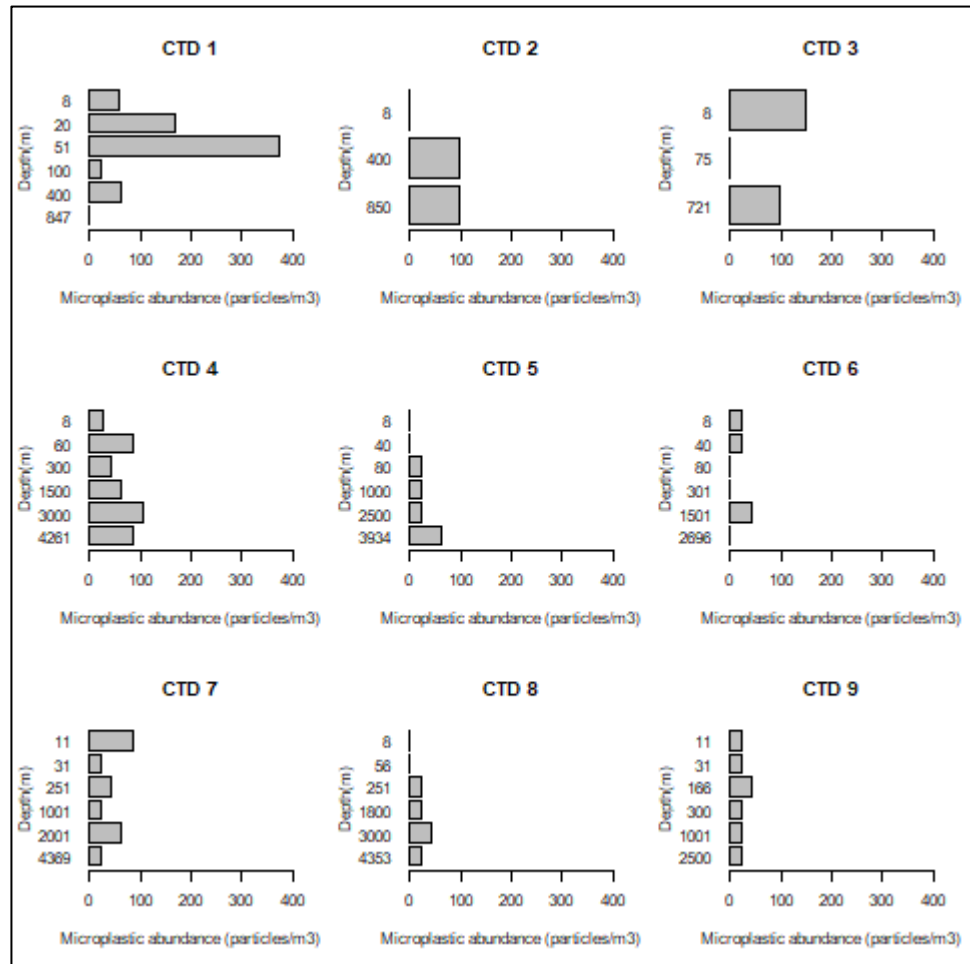 CTD 1
CTD 2
CTD 3
Depth(m)
8
20
51
100
400
847
0 100 200 300 400
Microplastic abundance (particles/m3)
Depth(m)
8
400
850
0 100 200 300 400
Microplastic abundance (particles/m3)
Depth(m)
8
75
721
0 100 200 300 400
Microplastic abundance (particles/m3)
CTD 4
CTD 5
CTD 6
Depth(m)
8
60
300
1500
3000
4261
0 100 200 300 400
Microplastic abundance (particles/m3)
Depth(m)
8
40
80
1000
2500
3934
0 100 200 300 400
Microplastic abundance (particles/m3)
Depth(m)
8
40
80
301
1501
2696
0 100 200 300 400
Microplastic abundance (particles/m3)
CTD 7
CTD 8
CTD 9
Depth(m)
11
31
251
1001
2001
4369
0 100 200 300 400
Microplastic abundance (particles/m3)
Depth(m)
8
56
251
1800
3000
4353
0 100 200 300 400
Microplastic abundance (particles/m3)
Depth(m)
11
31
166
300
1001
2500
0 100 200 300 400
Microplastic abundance (particles/m3)